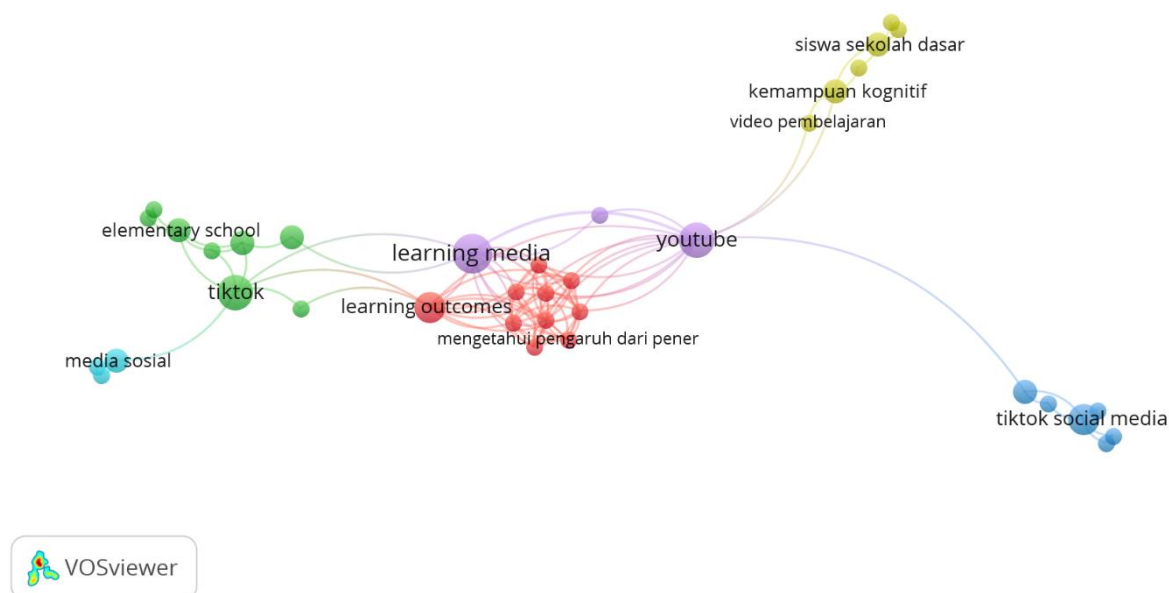 siswa sekolah dasar
kemampuan kognitif
video pembelajaran
elementary school
learning media
youtube
tiktok
learning outcomes
mengetahui pengaruh dari pener
media sosial
tiktok social media
VOSviewer